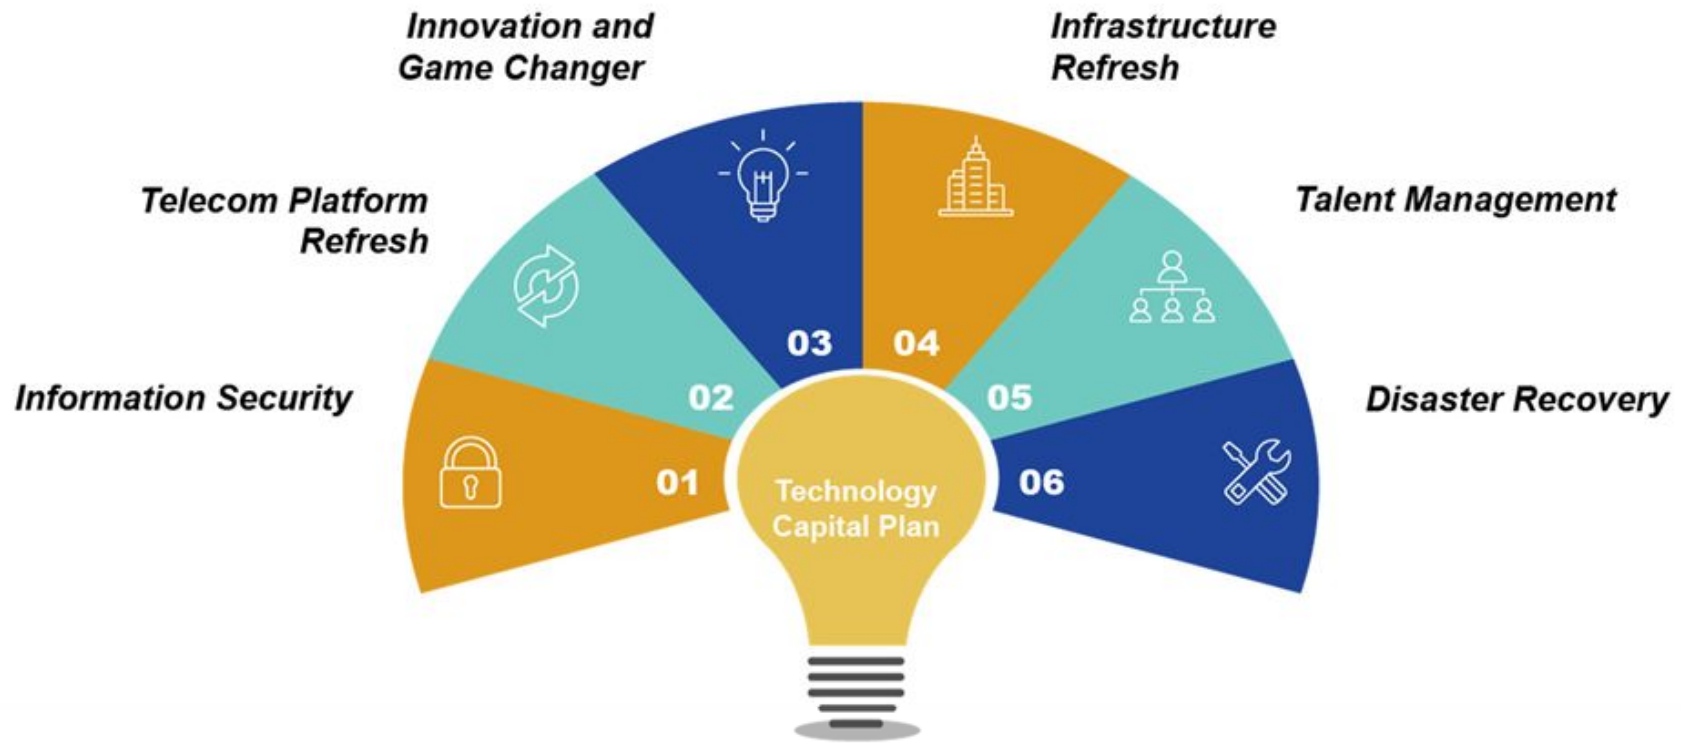 Innovation and
Game Changer
Infrastructure
Refresh
Telecom Platform
Refresh
Talent Management
Information Security
Disaster Recovery
01
02
03
04
05
06
Technology
Capital Plan